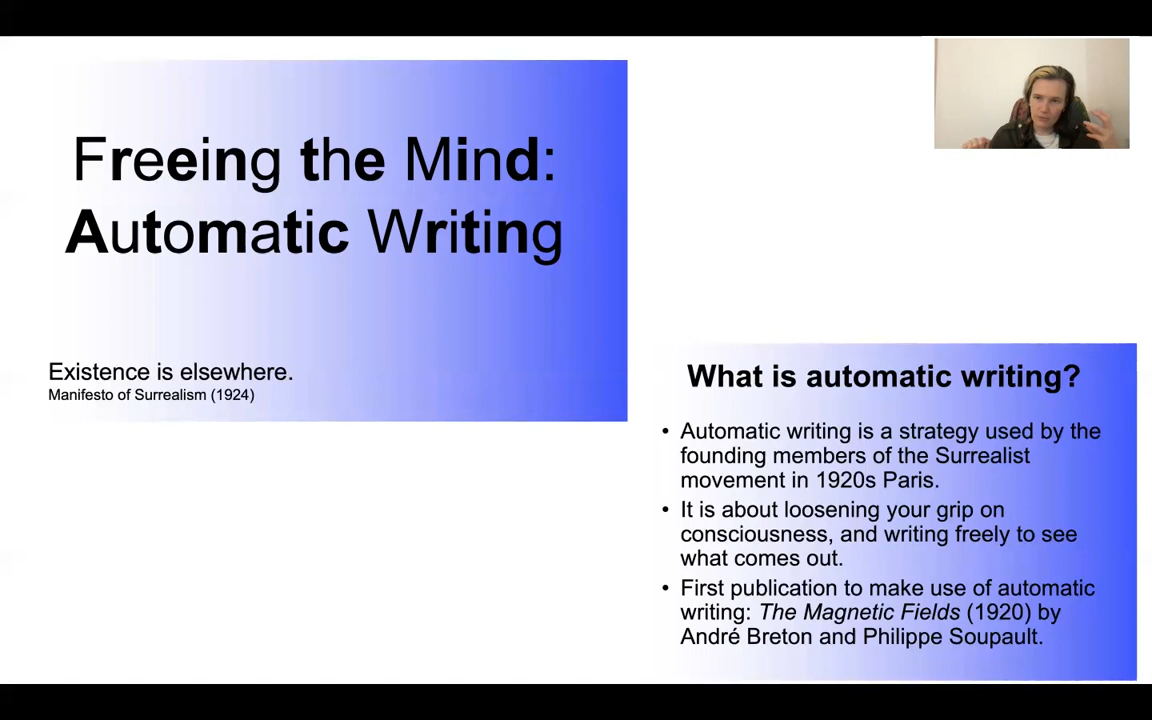 Freeing the Mind:
Automatic Writing
Existence is elsewhere.
Manifesto of Surrealism (1924)
What is automatic writing?
• Automatic writing is a strategy used by the
founding members of the Surrealist
movement in 1920s Paris.
• It is about loosening your grip on
consciousness, and writing freely to see
what comes out.
• First publication to make use of automatic
writing: The Magnetic Fields (1920) by
André Breton and Philippe Soupault.